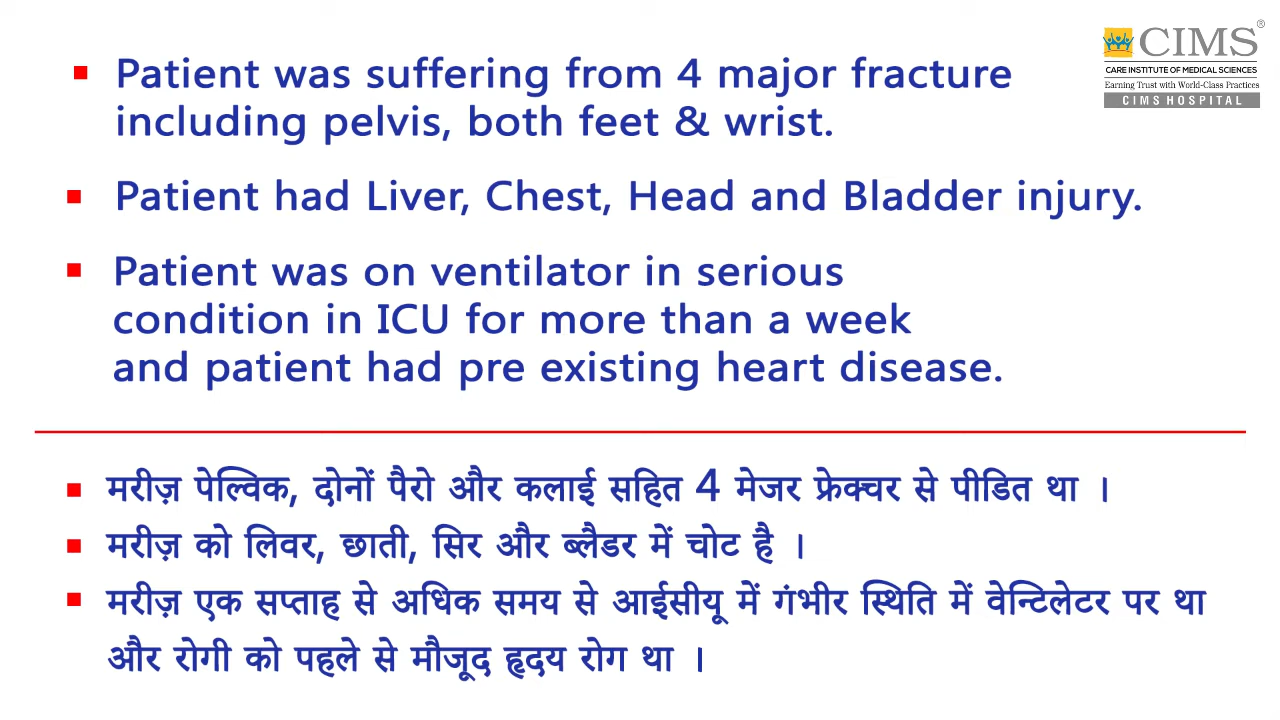 CIMS®
CARE INSTITUTE OF MEDICAL SCIENCES
Earning Trust with World-Class Practices
CIMS HOSPITAL
Patient was suffering from 4 major fracture
including pelvis, both feet & wrist.
Patient had Liver, Chest, Head and Bladder injury.
Patient was on ventilator in serious
condition in ICU for more than a week
and patient had pre existing heart disease.
मरीज़ पेल्विक, दोनों पैरो और कलाई सहित 4 मेजर फ्रेक्चर से पीडित था ।
मरीज़ को लिवर, छाती, सिर और ब्लैडर में चोट है ।
मरीज़ एक सप्ताह से अधिक समय से आईसीयू में गंभीर स्थिति में वेन्टिलेटर पर था
और रोगी को पहले से मौजूद हृदय रोग था ।